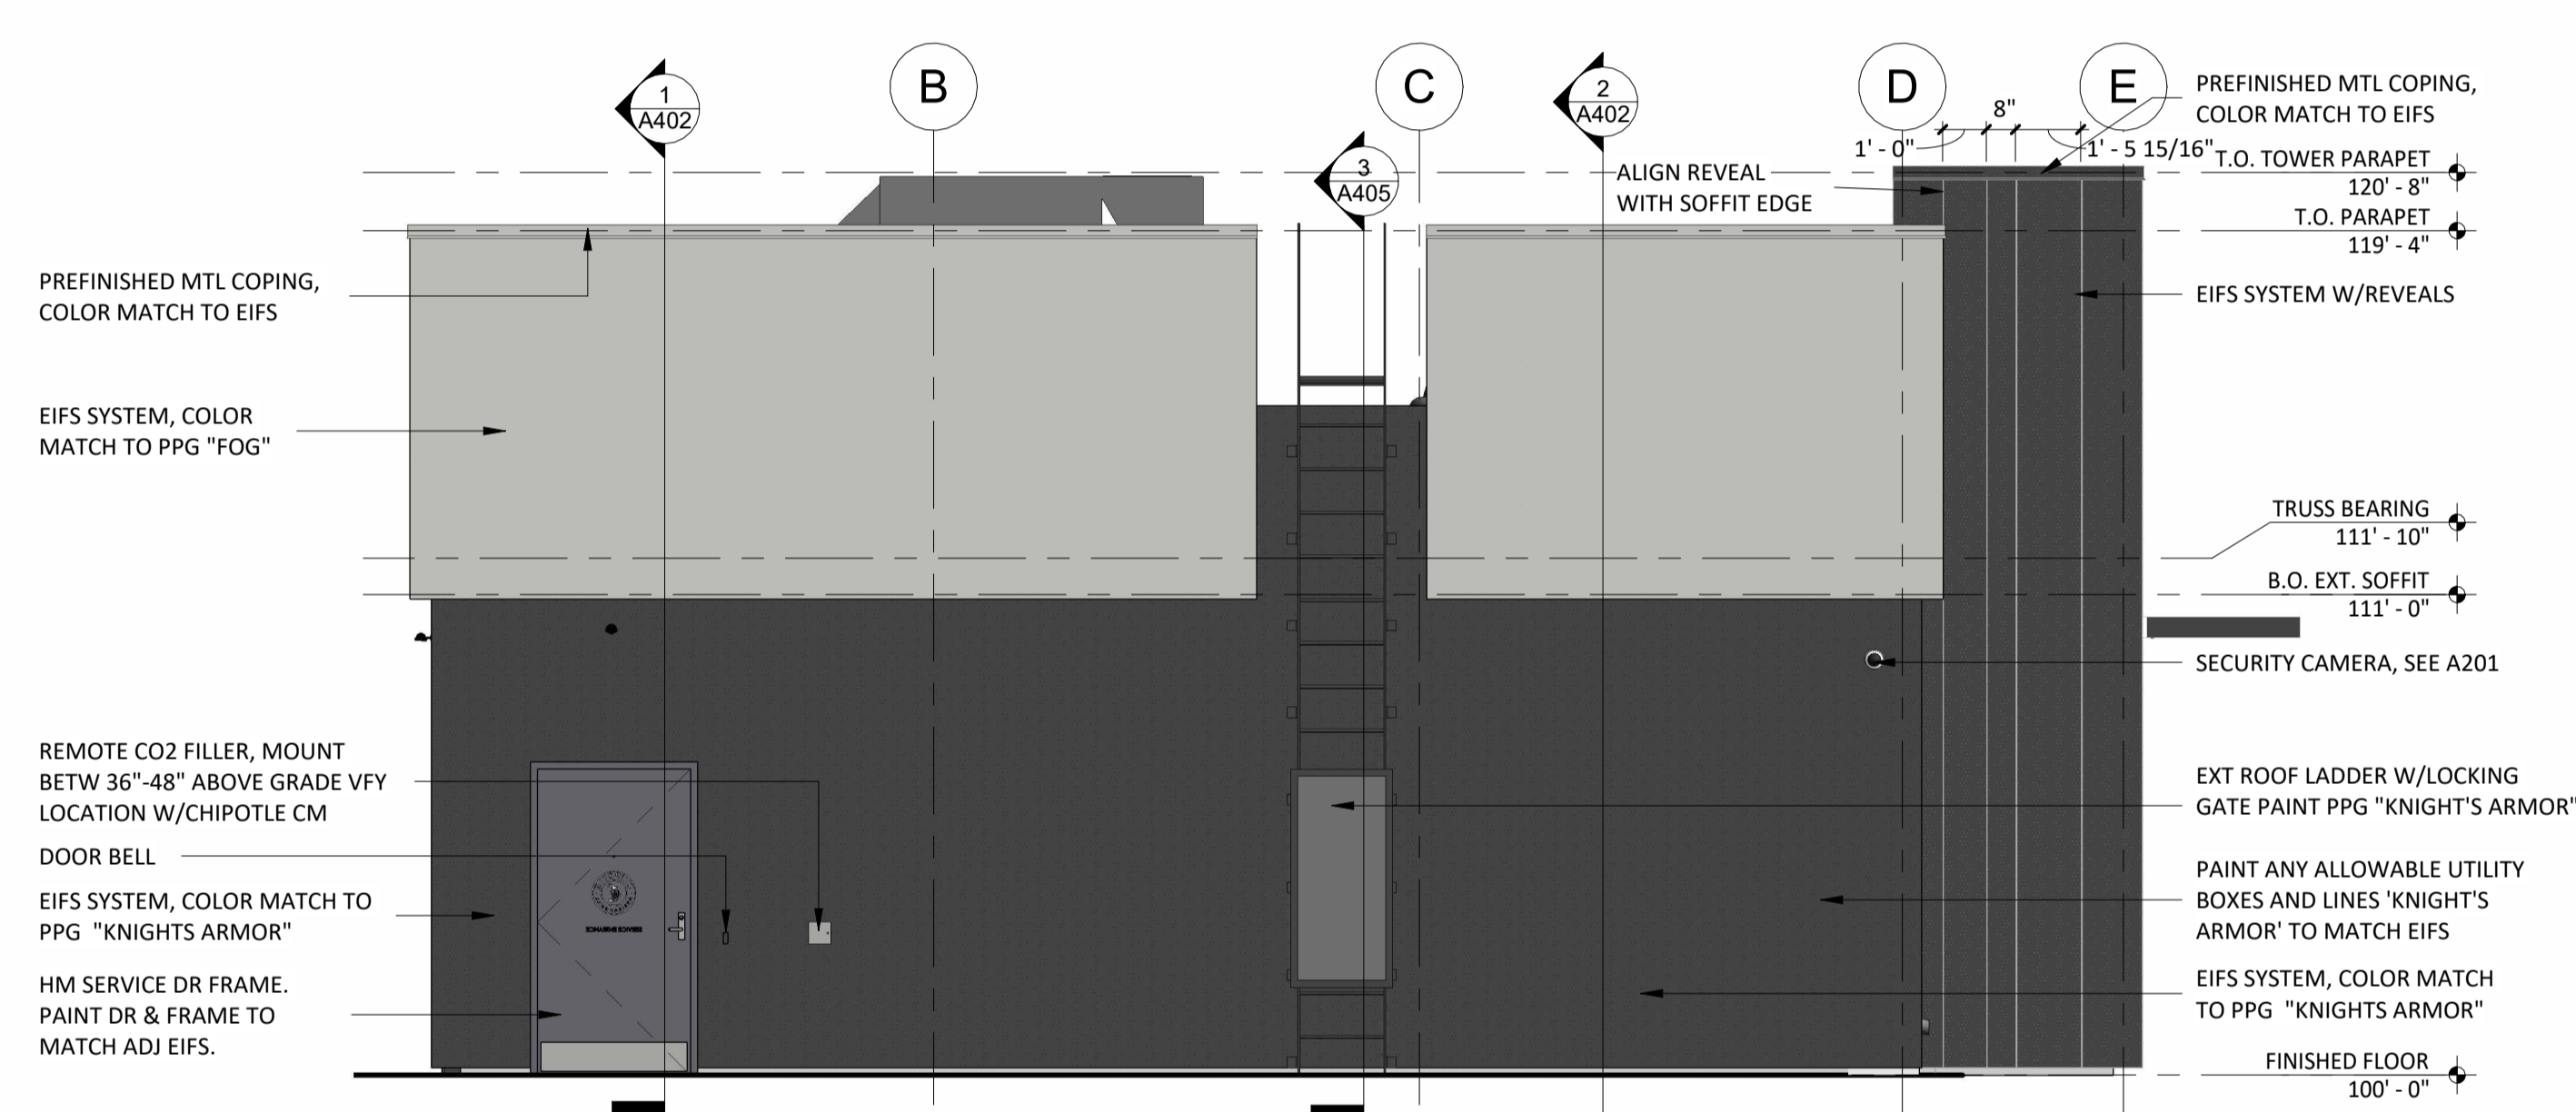 B
C
D
E
1
A402
2
A402
3
A405
8"
1' - 0"
1' - 5 15/16"
PREFINISHED MTL COPING,
COLOR MATCH TO EIFS
T.O. TOWER PARAPET
120' - 8"
ALIGN REVEAL
WITH SOFFIT EDGE
T.O. PARAPET
119' - 4"
PREFINISHED MTL COPING,
COLOR MATCH TO EIFS
EIFS SYSTEM W/REVEALS
EIFS SYSTEM, COLOR
MATCH TO PPG "FOG"
TRUSS BEARING
111' - 10"
B.O. EXT. SOFFIT
111' - 0"
SECURITY CAMERA, SEE A201
REMOTE CO2 FILLER, MOUNT
BETW 36"-48" ABOVE GRADE VFY
LOCATION W/CHIPOTLE CM
EXT ROOF LADDER W/LOCKING
GATE PAINT PPG "KNIGHT'S ARMOR"
DOOR BELL
PAINT ANY ALLOWABLE UTILITY
BOXES AND LINES 'KNIGHT'S
ARMOR' TO MATCH EIFS
EIFS SYSTEM, COLOR MATCH TO
PPG "KNIGHTS ARMOR"
HM SERVICE DR FRAME.
PAINT DR & FRAME TO
MATCH ADJ EIFS.
EIFS SYSTEM, COLOR MATCH
TO PPG "KNIGHTS ARMOR"
FINISHED FLOOR
100' - 0"